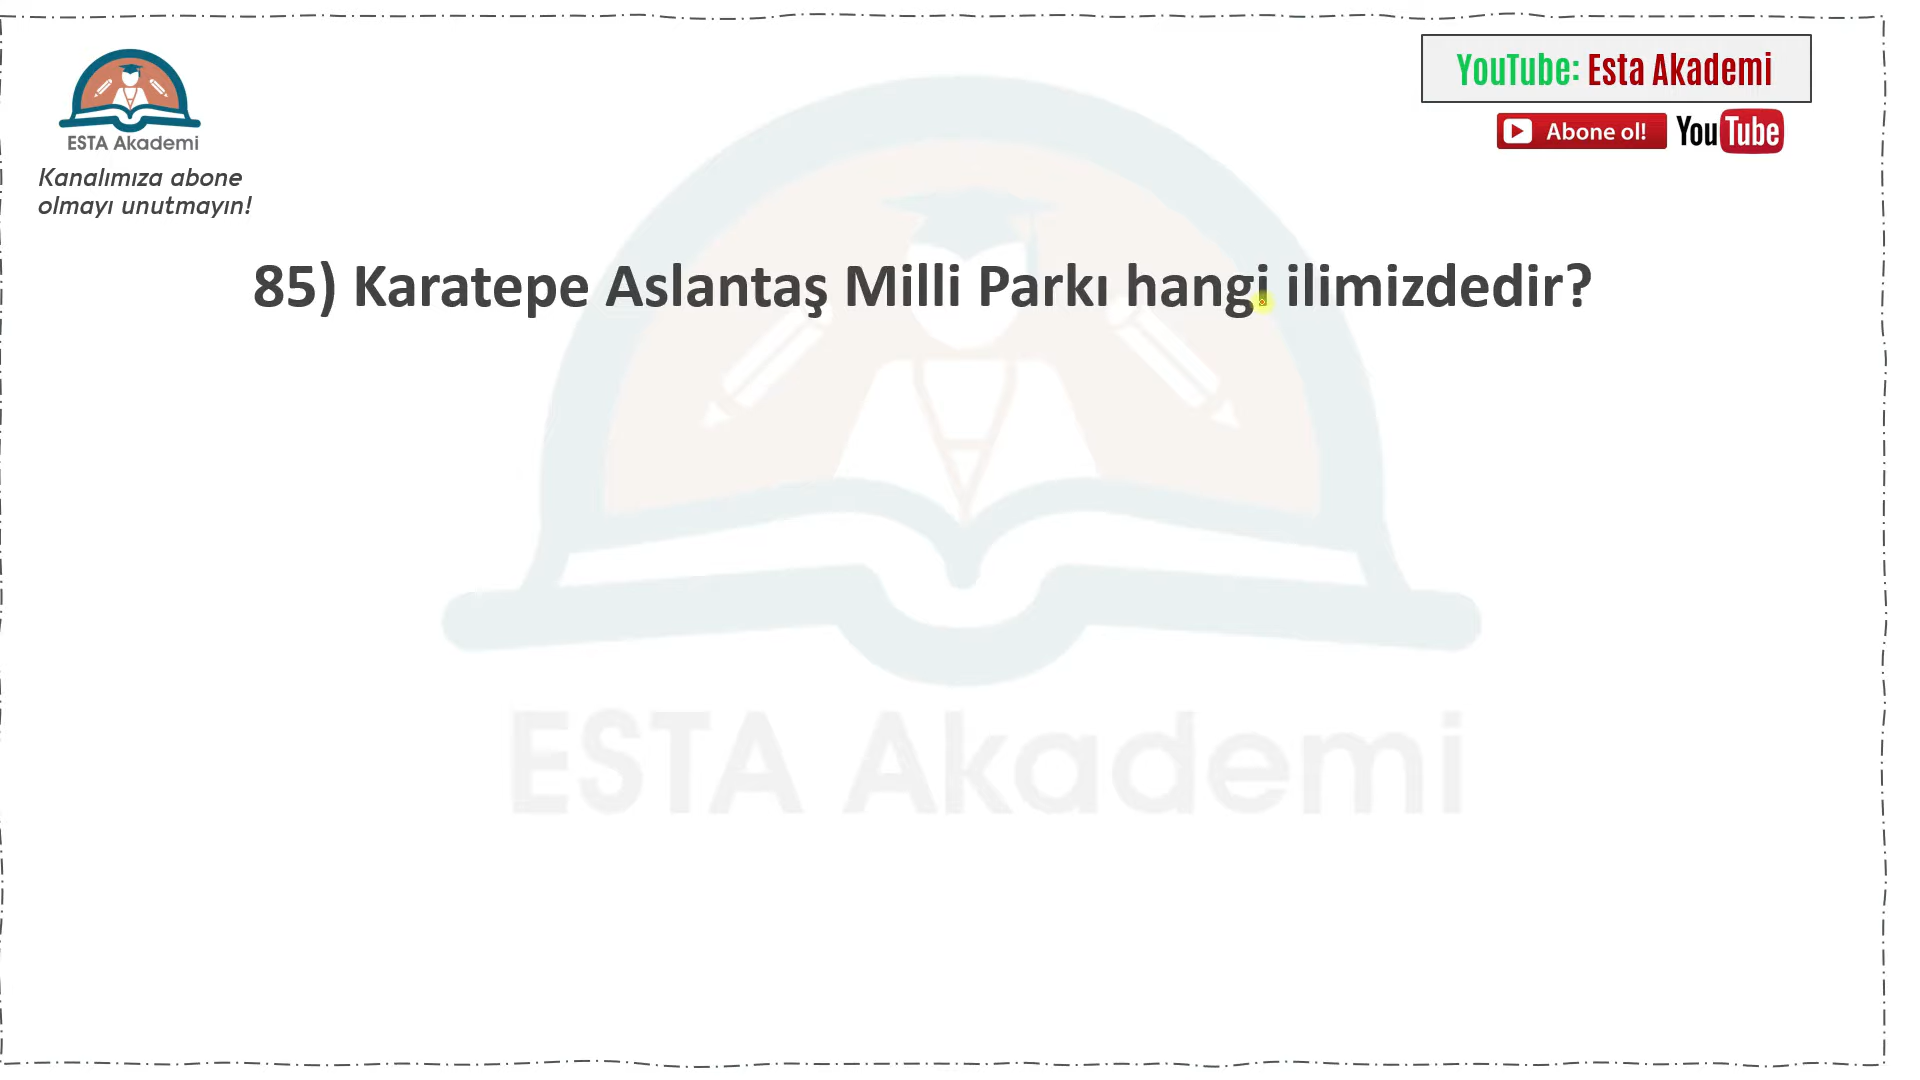 YouTube: Esta Akademi
Abone ol! YouTube
ESTA Akademi
Kanalımıza abone
olmayı unutmayın!
85) Karatepe Aslantaş Milli Parkı hangi ilimizdedir?
ESTA Akademi